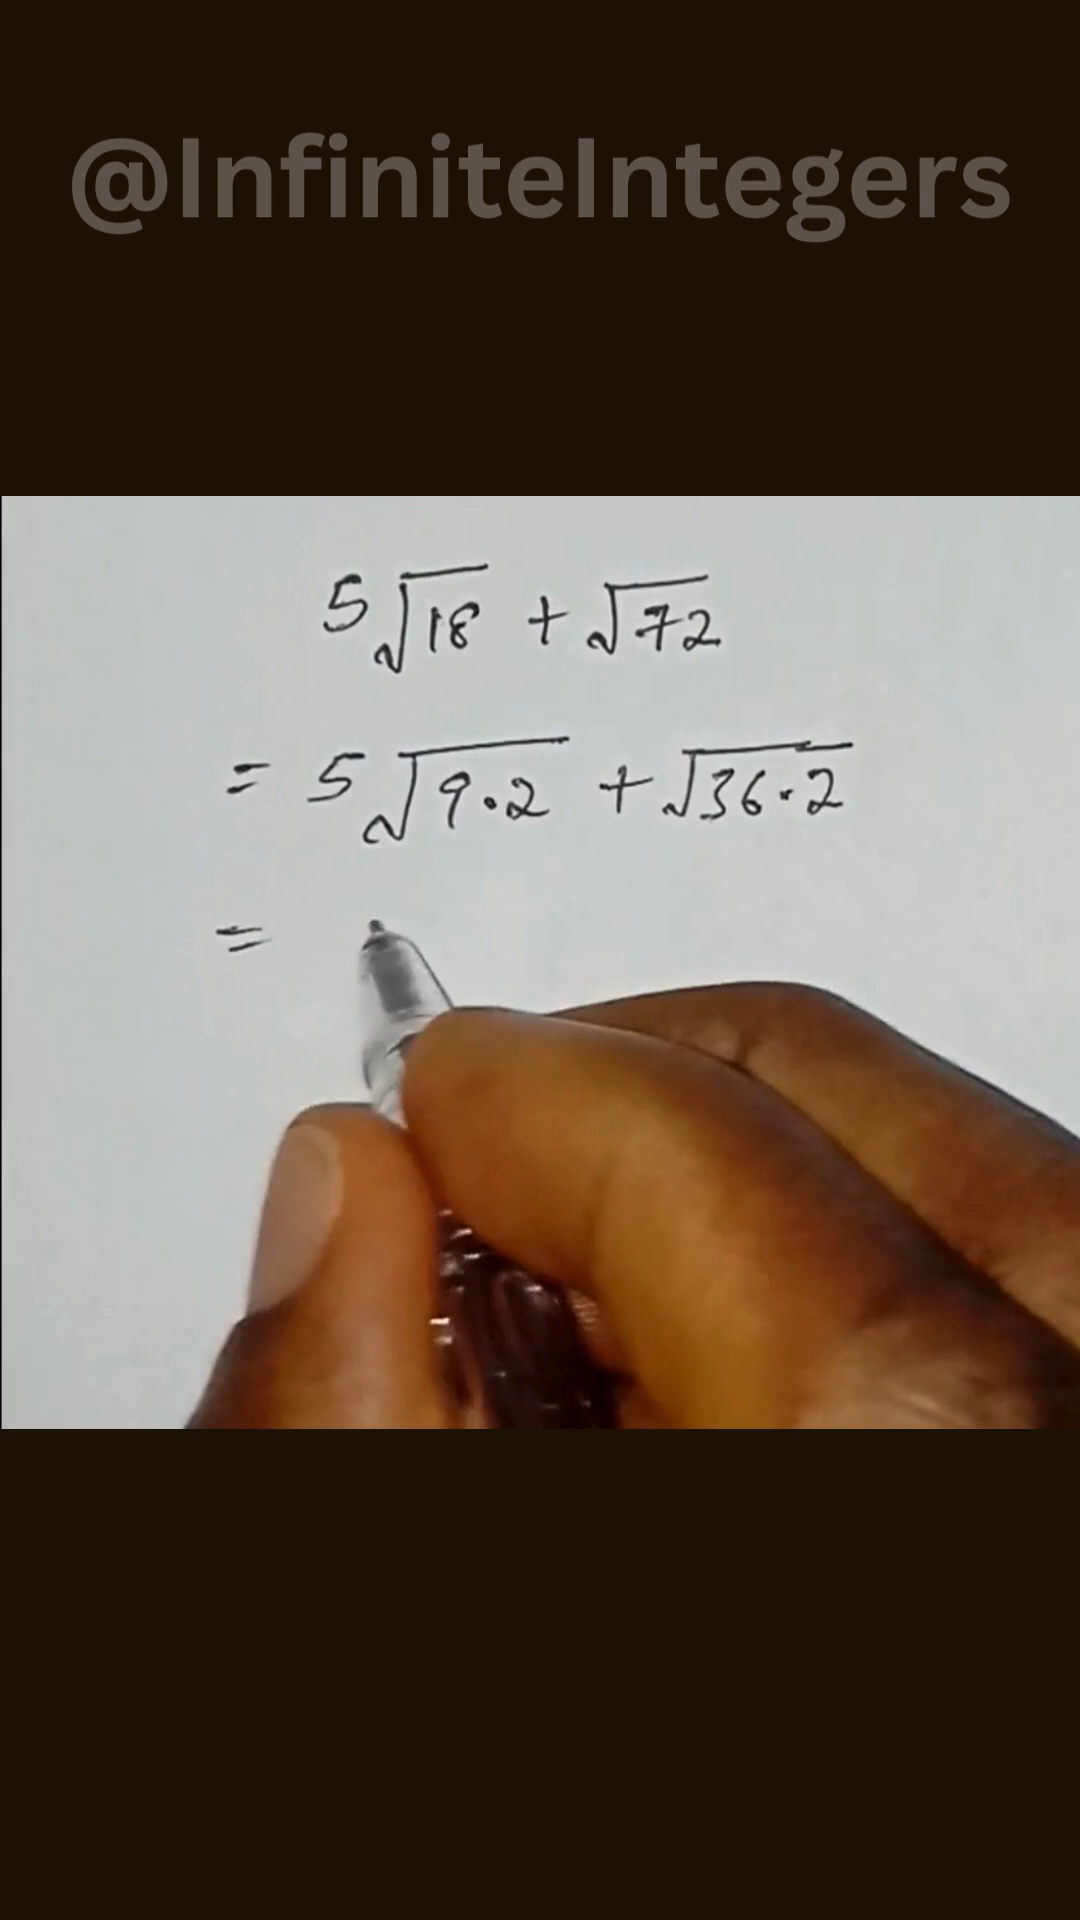 @InfiniteIntegers
5√18 + √72
= 5√9·2 + √36·2
=